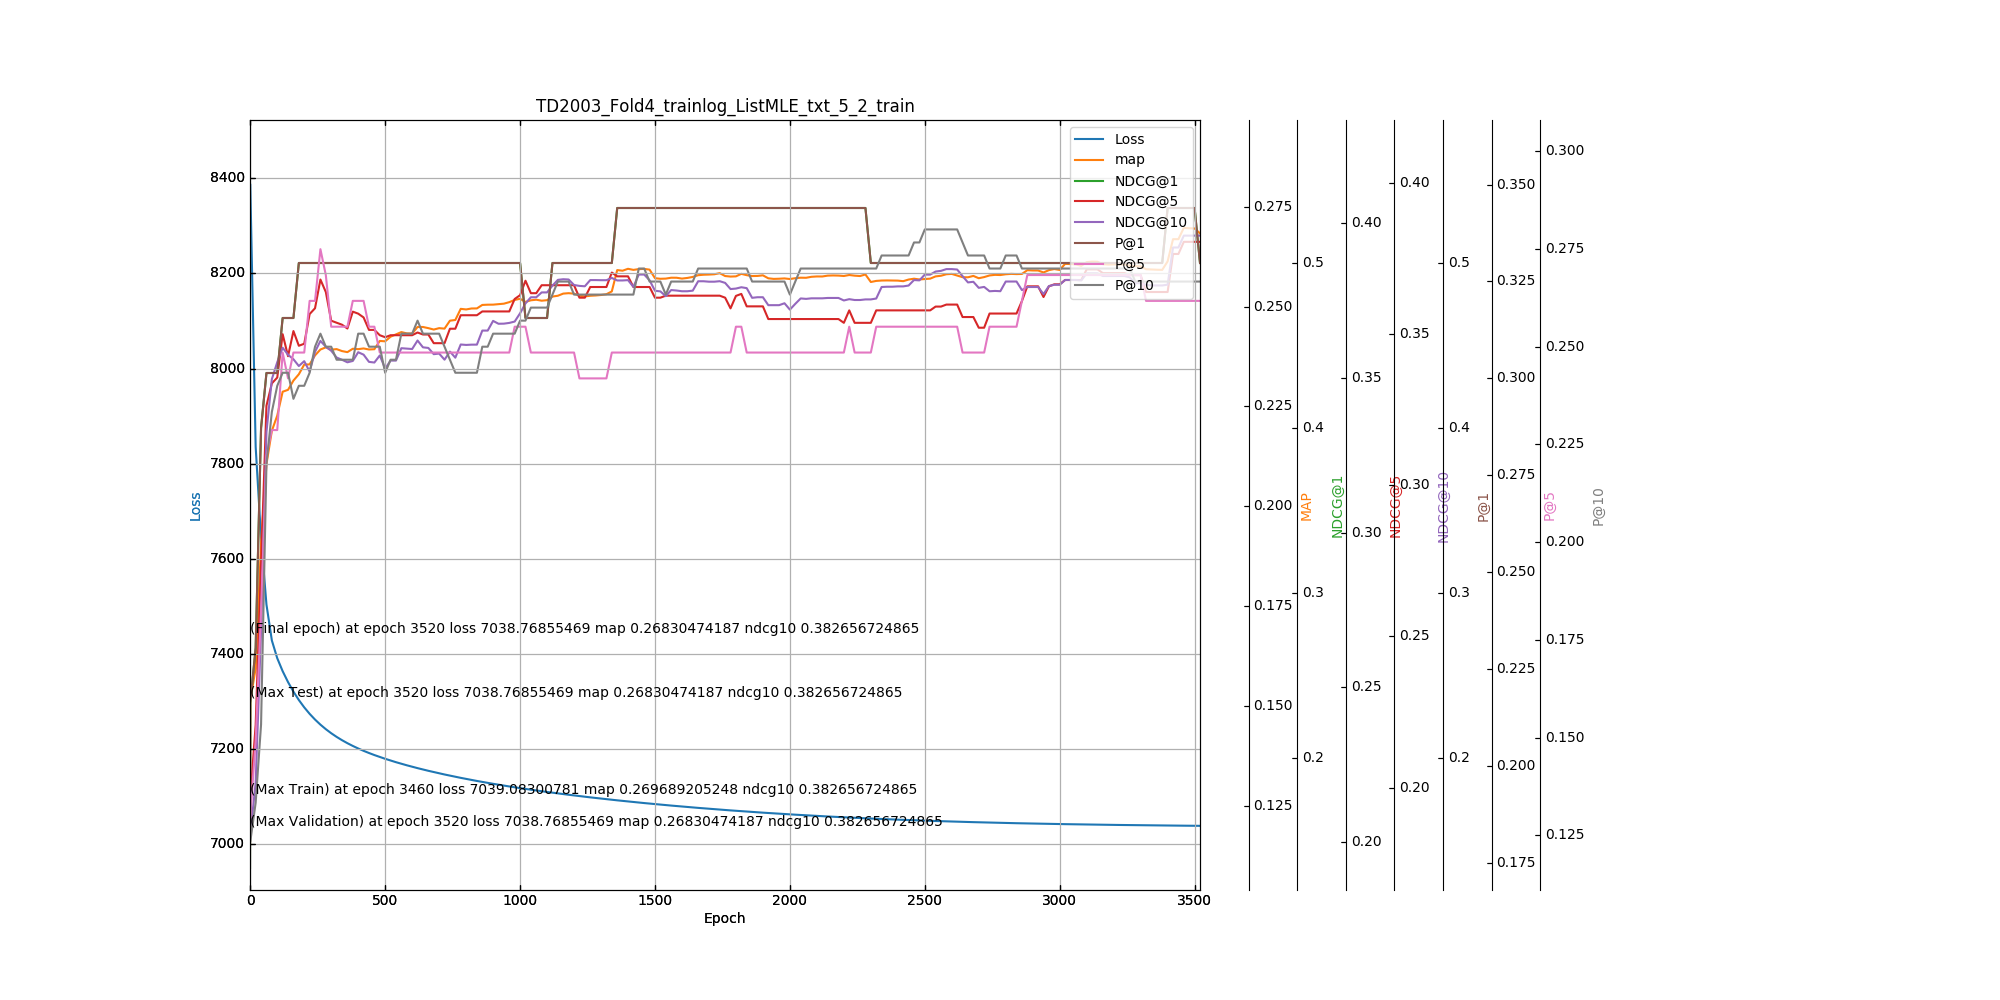 TD2003_Fold4_trainlog_ListMLE_txt_5_2_train
Loss
map
NDCG@1
NDCG@5
NDCG@10
P@1
P@5
P@10
8400
8200
8000
7800
7600
7400
7200
7000
Loss
(Final epoch) at epoch 3520 loss 7038.76855469 map 0.26830474187 ndcg10 0.382656724865
(Max Test) at epoch 3520 loss 7038.76855469 map 0.26830474187 ndcg10 0.382656724865
(Max Train) at epoch 3460 loss 7039.08300781 map 0.269689205248 ndcg10 0.382656724865
(Max Validation) at epoch 3520 loss 7038.76855469 map 0.26830474187 ndcg10 0.382656724865
0 500 1000 1500 2000 2500 3000 3500
Epoch
0.275
0.250
0.225
0.200
0.175
0.150
0.125
MAP
0.5
0.4
0.3
0.2
NDCG@1
0.40
0.35
0.30
0.25
0.20
NDCG@5
0.40
0.35
0.30
0.25
0.20
NDCG@10
0.5
0.4
0.3
0.2
P@1
0.350
0.325
0.300
0.275
0.250
0.225
0.200
0.175
P@5
0.300
0.275
0.250
0.225
0.200
0.175
0.150
0.125
P@10